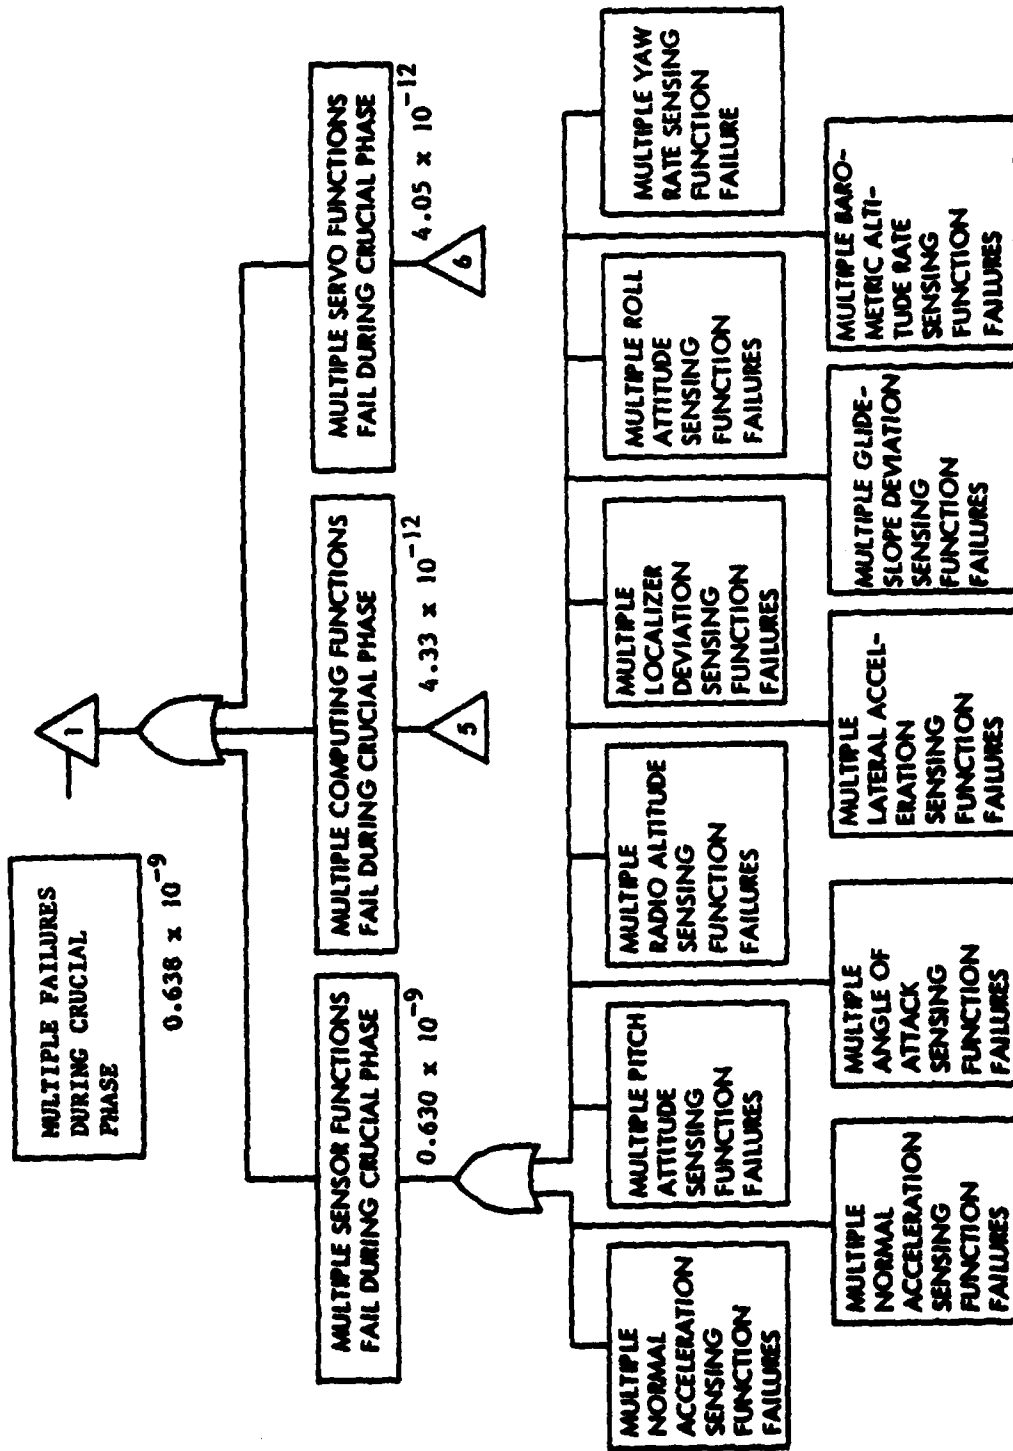 MULTIPLE FAILURES
DURING CRUCIAL
PHASE
0.638 x 10⁻⁹
1
MULTIPLE SENSOR FUNCTIONS
FAIL DURING CRUCIAL PHASE
0.630 x 10⁻⁹
MULTIPLE COMPUTING FUNCTIONS
FAIL DURING CRUCIAL PHASE
4.33 x 10⁻¹²
5
MULTIPLE SERVO FUNCTIONS
FAIL DURING CRUCIAL PHASE
4.05 x 10⁻¹²
6
MULTIPLE
NORMAL
ACCELERATION
SENSING
FUNCTION
FAILURES
MULTIPLE PITCH
ATTITUDE
SENSING
FUNCTION
FAILURES
MULTIPLE
RADIO ALTITUDE
SENSING
FUNCTION
FAILURES
MULTIPLE
LOCALIZER
DEVIATION
SENSING
FUNCTION
FAILURES
MULTIPLE ROLL
ATTITUDE
SENSING
FUNCTION
FAILURES
MULTIPLE YAW
RATE SENSING
FUNCTION
FAILURE
MULTIPLE
NORMAL
ACCELERATION
SENSING
FUNCTION
FAILURES
MULTIPLE
ANGLE OF
ATTACK
SENSING
FUNCTION
FAILURES
MULTIPLE
LATERAL ACCEL-
ERATION
SENSING
FUNCTION
FAILURES
MULTIPLE GLIDE-
SLOPE DEVIATION
SENSING
FUNCTION
FAILURES
MULTIPLE BARO-
METRIC ALTI-
TUDE RATE
SENSING
FUNCTION
FAILURES